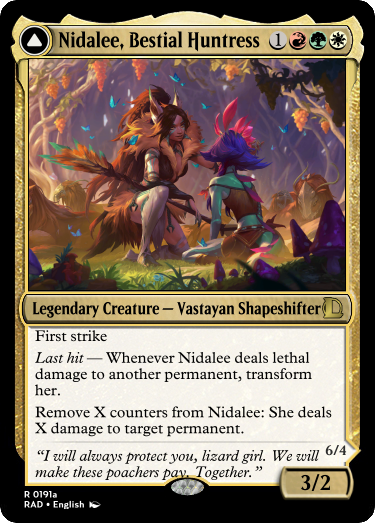 Nidalee, Bestial Huntress 1
Legendary Creature — Vastayan Shapeshifter
First strike
Last hit — Whenever Nidalee deals lethal
damage to another permanent, transform
her.
Remove X counters from Nidalee: She deals
X damage to target permanent.
“I will always protect you, lizard girl. We will
make these poachers pay. Together.”
6/4
3/2
R 0191a
RAD • English